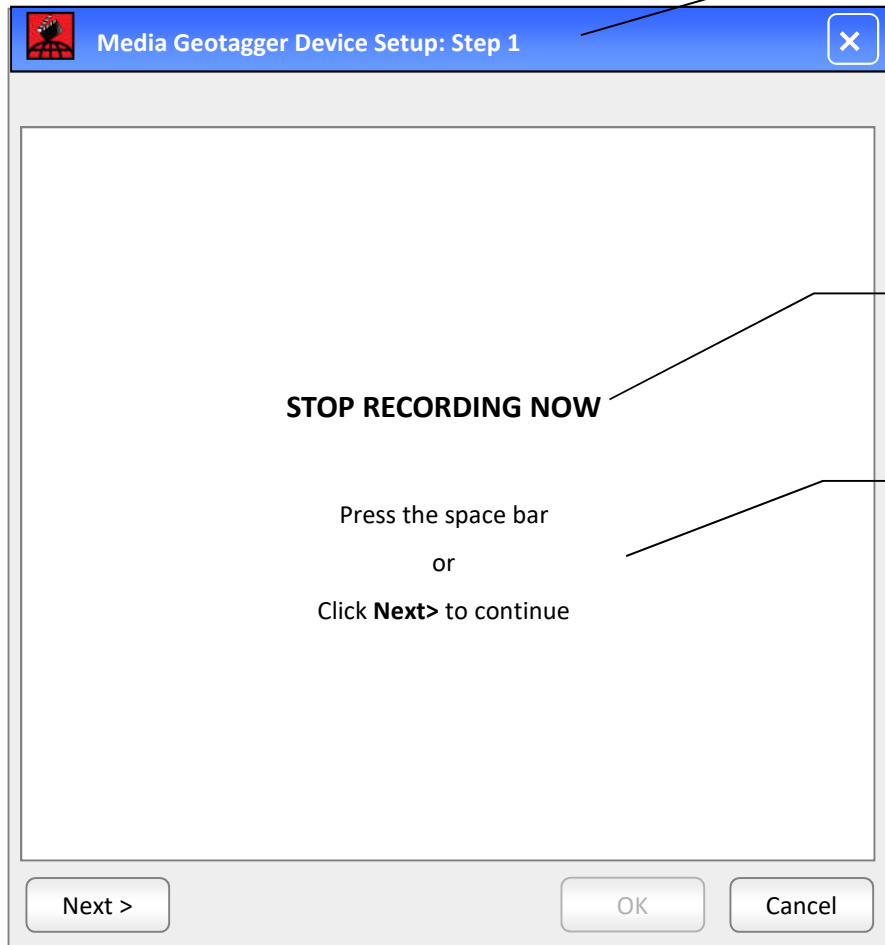 Media Geotagger Device Setup: Step 1
STOP RECORDING NOW
Press the space bar
or
Click Next> to continue
Next >
OK
Cancel